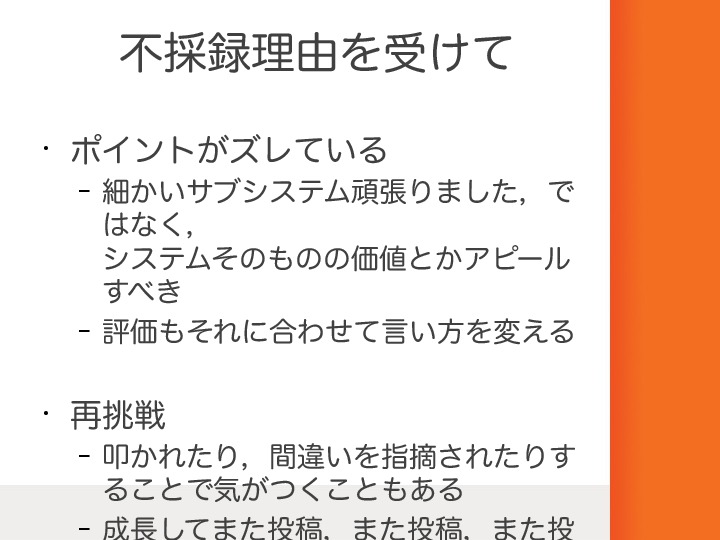 不採録理由を受けて
・ポイントがズレている
– 細かいサブシステム頑張りました，で
はなく，
システムそのものの価値とかアピール
すべき
– 評価もそれに合わせて言い方を変える
・再挑戦
– 叩かれたり，間違いを指摘されたりす
ることで気がつくこともある
– 成長してまた投稿，また投稿，また投